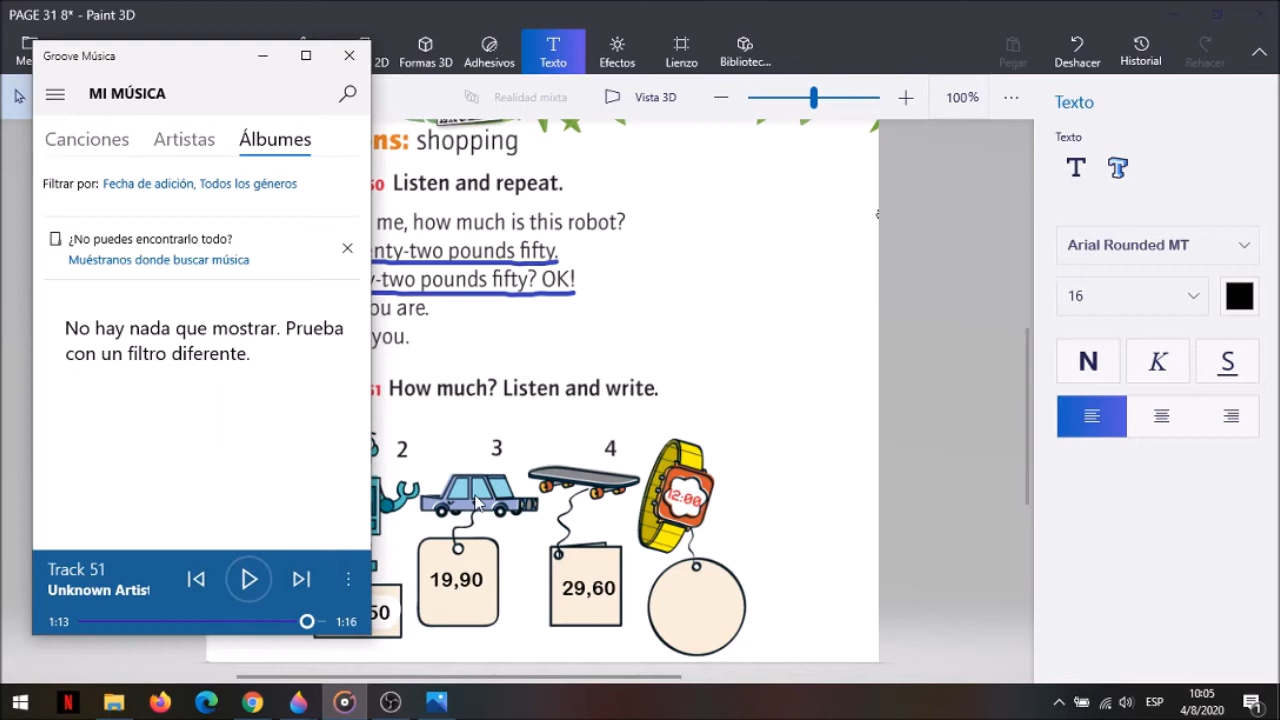 PAGE 31 8* - Paint 3D
2D
Formas 3D
Adhesivos
Texto
Efectos
Lienzo
Bibliotec...
Pegar
Deshacer
Historial
Rehacer
Realidad mixta
Vista 3D
100%
Groove Música
MI MÚSICA
Canciones
Artistas
Álbumes
Filtrar por: Fecha de adición, Todos los géneros
¿No puedes encontrarlo todo?
Muéstranos donde buscar música
No hay nada que mostrar. Prueba
con un filtro diferente.
Track 51
Unknown Artist
1:13
1:16
ns: shopping
50 Listen and repeat.
me, how much is this robot?
nty-two pounds fifty.
y-two pounds fifty? OK!
ou are.
you.
51 How much? Listen and write.
2
3
4
12:00
50
19,90
29,60
Texto
Texto
T
T
Arial Rounded MT
16
N
K
S
ESP
10:05
4/8/2020
1